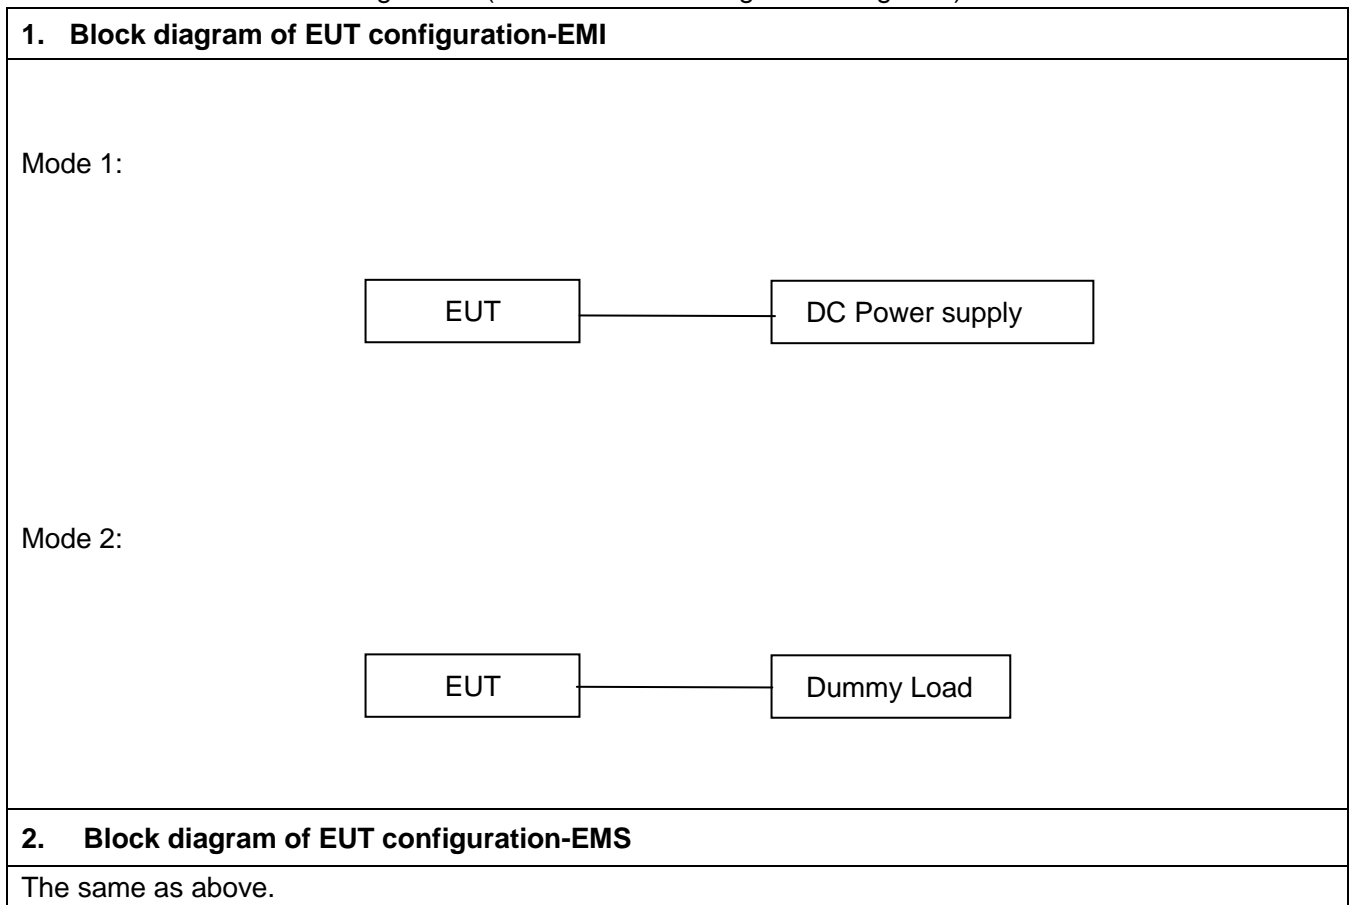 1. Block diagram of EUT configuration-EMI
Mode 1:
EUT
DC Power supply
Mode 2:
EUT
Dummy Load
2. Block diagram of EUT configuration-EMS
The same as above.